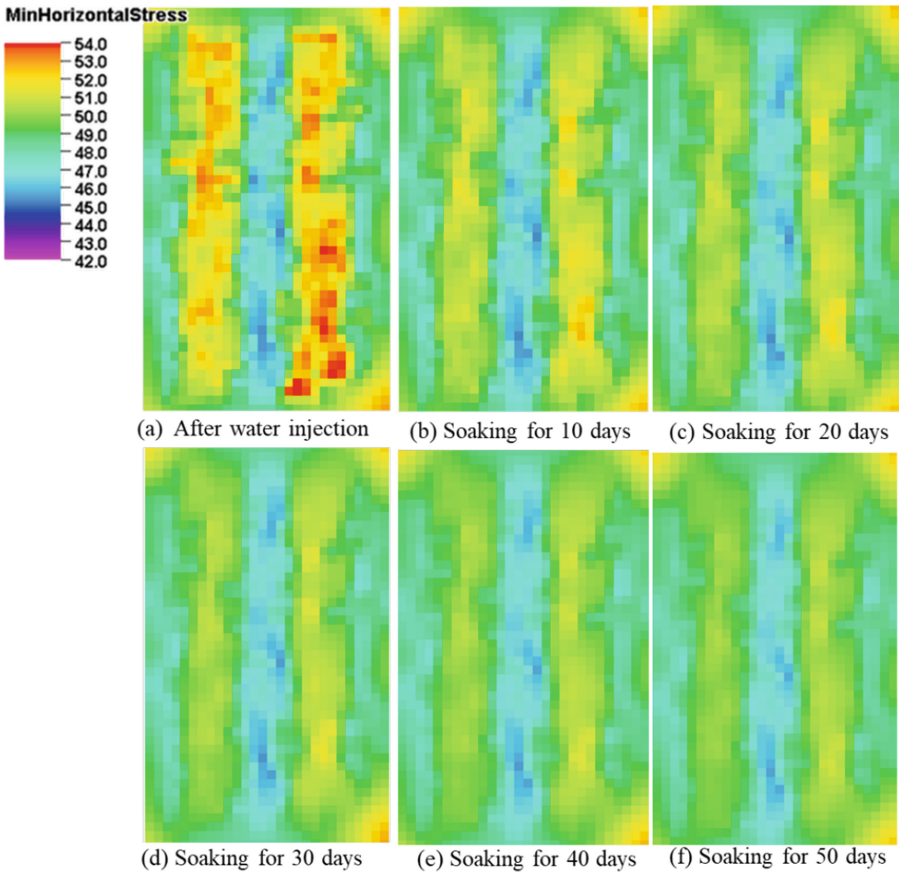 MinHorizontalStress
54.0
53.0
52.0
51.0
50.0
49.0
48.0
47.0
46.0
45.0
44.0
43.0
42.0
(a) After water injection
(b) Soaking for 10 days
(c) Soaking for 20 days
(d) Soaking for 30 days
(e) Soaking for 40 days
(f) Soaking for 50 days